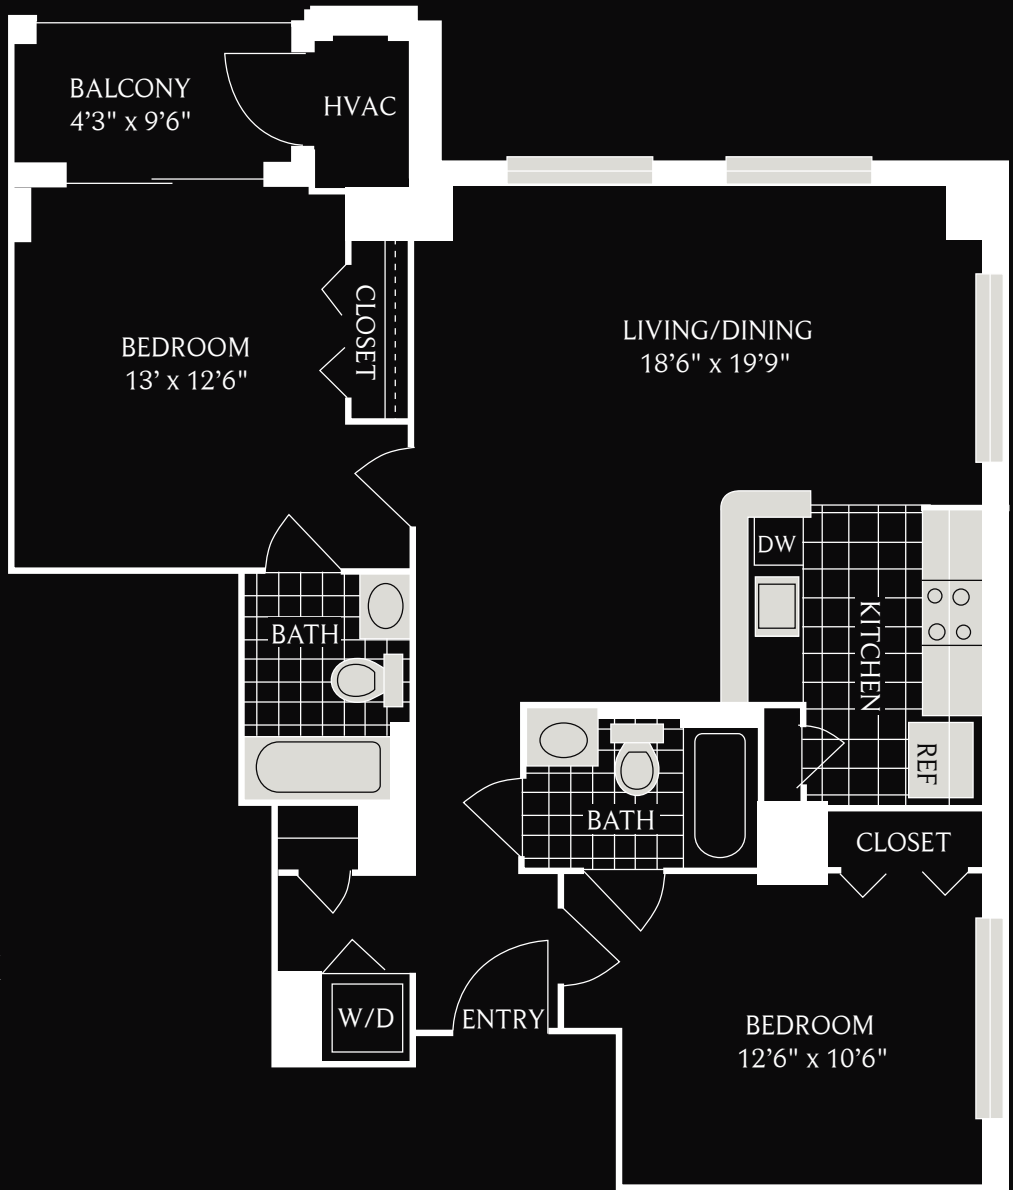 BALCONY
4'3" x 9'6"
HVAC
CLOSET
LIVING/DINING
18'6" x 19'9"
BEDROOM
13' x 12'6"
DW
KITCHEN
BATH
REF
BATH
CLOSET
W/D
ENTRY
BEDROOM
12'6" x 10'6"